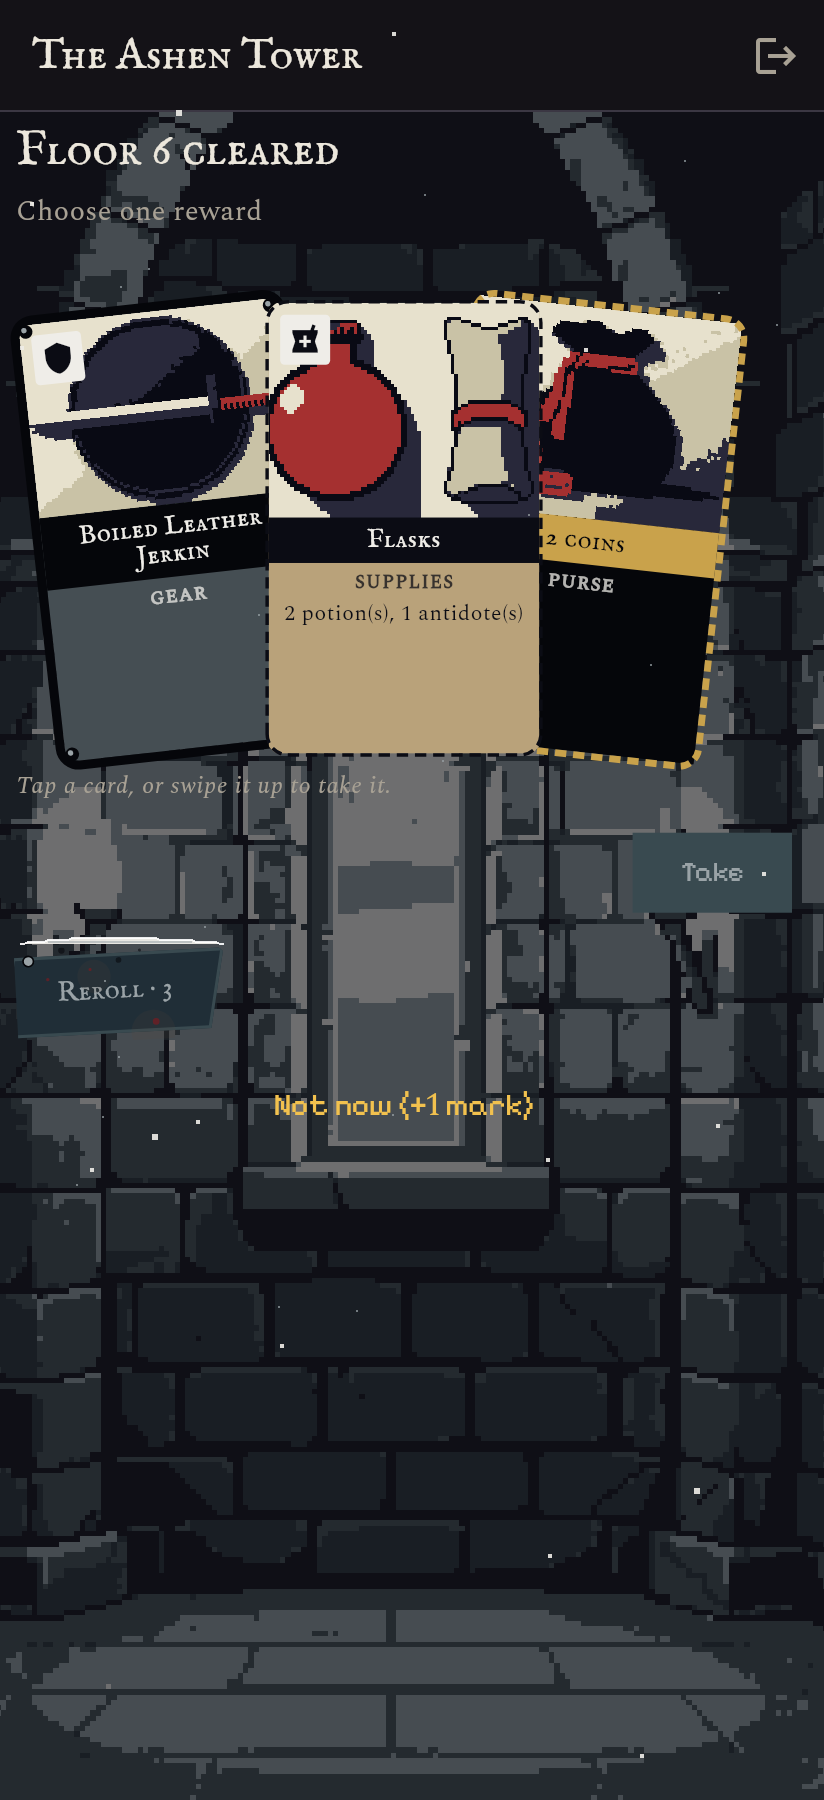 The Ashen Tower
Floor 6 cleared
Choose one reward
Boiled Leather
Jerkin
GEAR
Flasks
SUPPLIES
2 potion(s), 1 antidote(s)
2 coins
PURSE
Tap a card, or swipe it up to take it.
Take
Reroll · 3
Not now (+1 mark)